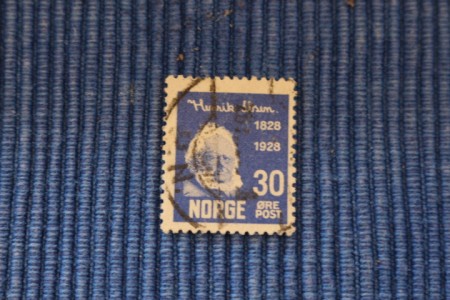 Henrik Ibsen.
1828
1928
30
NORGE ØRE
POST